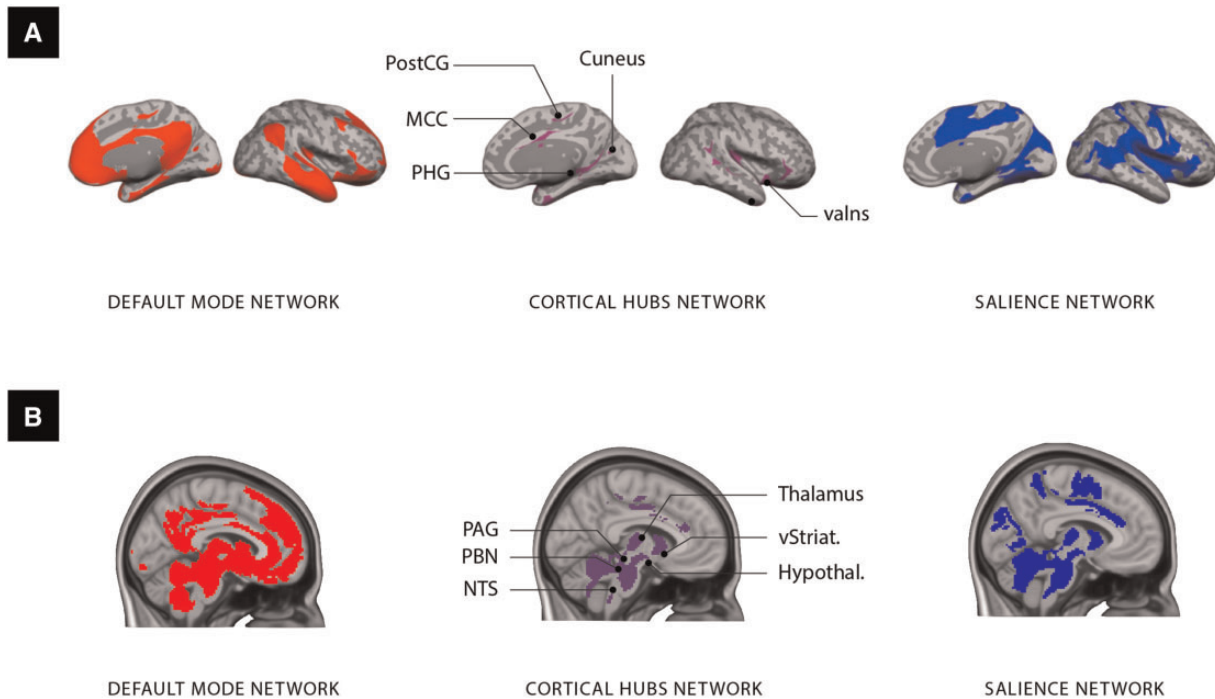 A
PostCG
Cuneus
MCC
PHG
vaIns
DEFAULT MODE NETWORK
CORTICAL HUBS NETWORK
SALIENCE NETWORK
B
Thalamus
PAG
vStriat.
PBN
Hypothal.
NTS
DEFAULT MODE NETWORK
CORTICAL HUBS NETWORK
SALIENCE NETWORK